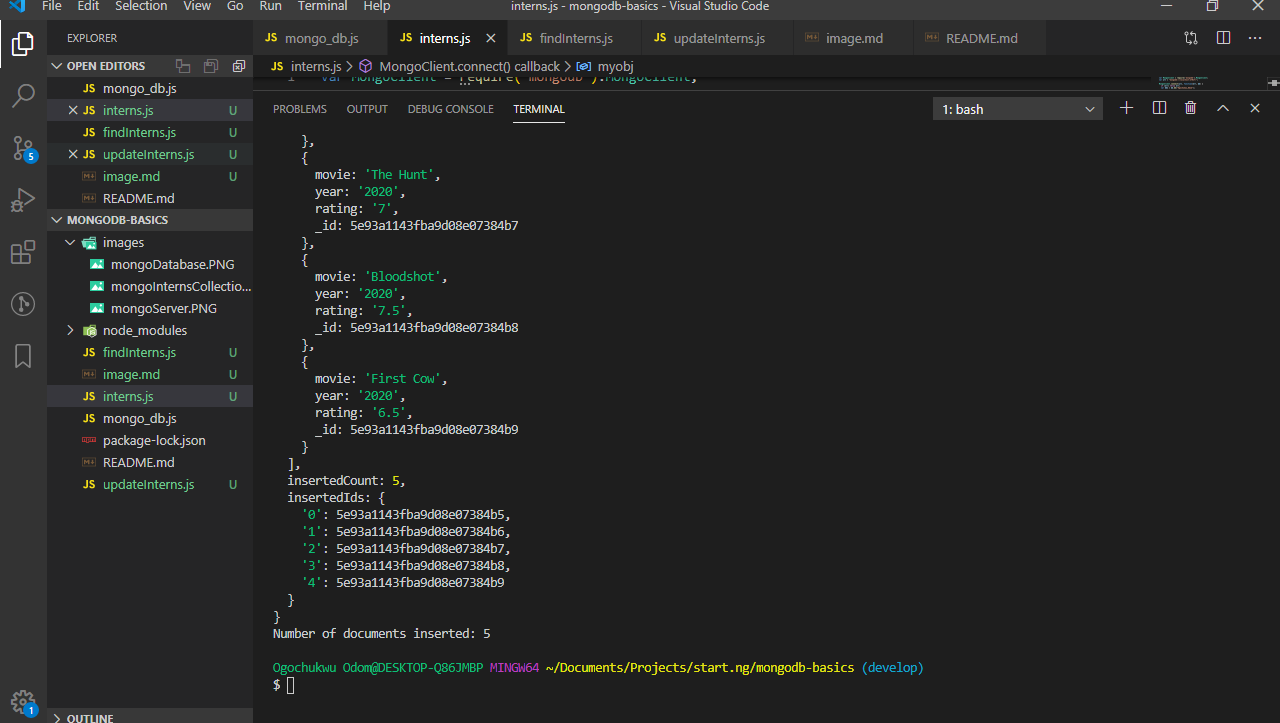 File Edit Selection View Go Run Terminal Help interns.js - mongodb-basics - Visual Studio Code
EXPLORER
JS mongo_db.js JS interns.js JS findInterns.js JS updateInterns.js image.md README.md
OPEN EDITORS
JS mongo_db.js
JS interns.js U
JS findInterns.js U
JS updateInterns.js U
image.md U
README.md
MONGODB-BASICS
images
mongoDatabase.PNG
mongoInternsCollectio...
mongoServer.PNG
node_modules
JS findInterns.js U
image.md U
JS interns.js U
JS mongo_db.js
package-lock.json
README.md
JS updateInterns.js U
OUTLINE
5
1
JS interns.js > MongoClient.connect() callback > myobj
1 var MongoClient = require('mongodb').MongoClient;
PROBLEMS OUTPUT DEBUG CONSOLE TERMINAL 1: bash
},
{
movie: 'The Hunt',
year: '2020',
rating: '7',
_id: 5e93a1143fba9d08e07384b7
},
{
movie: 'Bloodshot',
year: '2020',
rating: '7.5',
_id: 5e93a1143fba9d08e07384b8
},
{
movie: 'First Cow',
year: '2020',
rating: '6.5',
_id: 5e93a1143fba9d08e07384b9
}
],
insertedCount: 5,
insertedIds: {
'0': 5e93a1143fba9d08e07384b5,
'1': 5e93a1143fba9d08e07384b6,
'2': 5e93a1143fba9d08e07384b7,
'3': 5e93a1143fba9d08e07384b8,
'4': 5e93a1143fba9d08e07384b9
}
}
Number of documents inserted: 5
Ogochukwu Odom@DESKTOP-Q86JMBP MINGW64 ~/Documents/Projects/start.ng/mongodb-basics (develop)
$